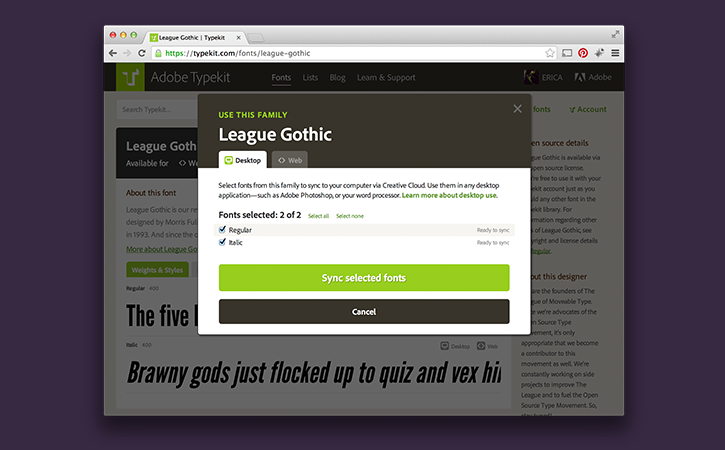 League Gothic | Typekit
https://typekit.com/fonts/league-gothic
Adobe Typekit
Fonts
Lists
Blog
Learn & Support
ERICA
Adobe
Search Typekit...
fonts
Account
League Goth
Available for
W
USE THIS FAMILY
League Gothic
Desktop
Web
Select fonts from this family to sync to your computer via Creative Cloud. Use them in any desktop
application—such as Adobe Photoshop, or your word processor. Learn more about desktop use.
Fonts selected: 2 of 2
Select all
Select none
Regular
Ready to sync
Italic
Ready to sync
Sync selected fonts
Cancel
About this font
League Gothic is our re
designed by Morris Full
in 1993. And since the c
More about League Go
Weights & Styles
Regular 400
The five
Italic 400
Desktop
Web
Brawny gods just flocked up to quiz and vex hi
en source details
ue Gothic is available via
open source license.
're free to use it with your
ekit account just as you
uld any other font in the
pekit library. For
ormation regarding other
s of League Gothic, see
yright and license details
Regular.
out this designer
are the founders of The
gue of Moveable Type.
we're advocates of the
en Source Type
vement, it's only
appropriate that we become
a contributor to this
movement as well. We're
constantly working on side
projects to improve The
League and to fuel the
Open Source Type
Movement. So,